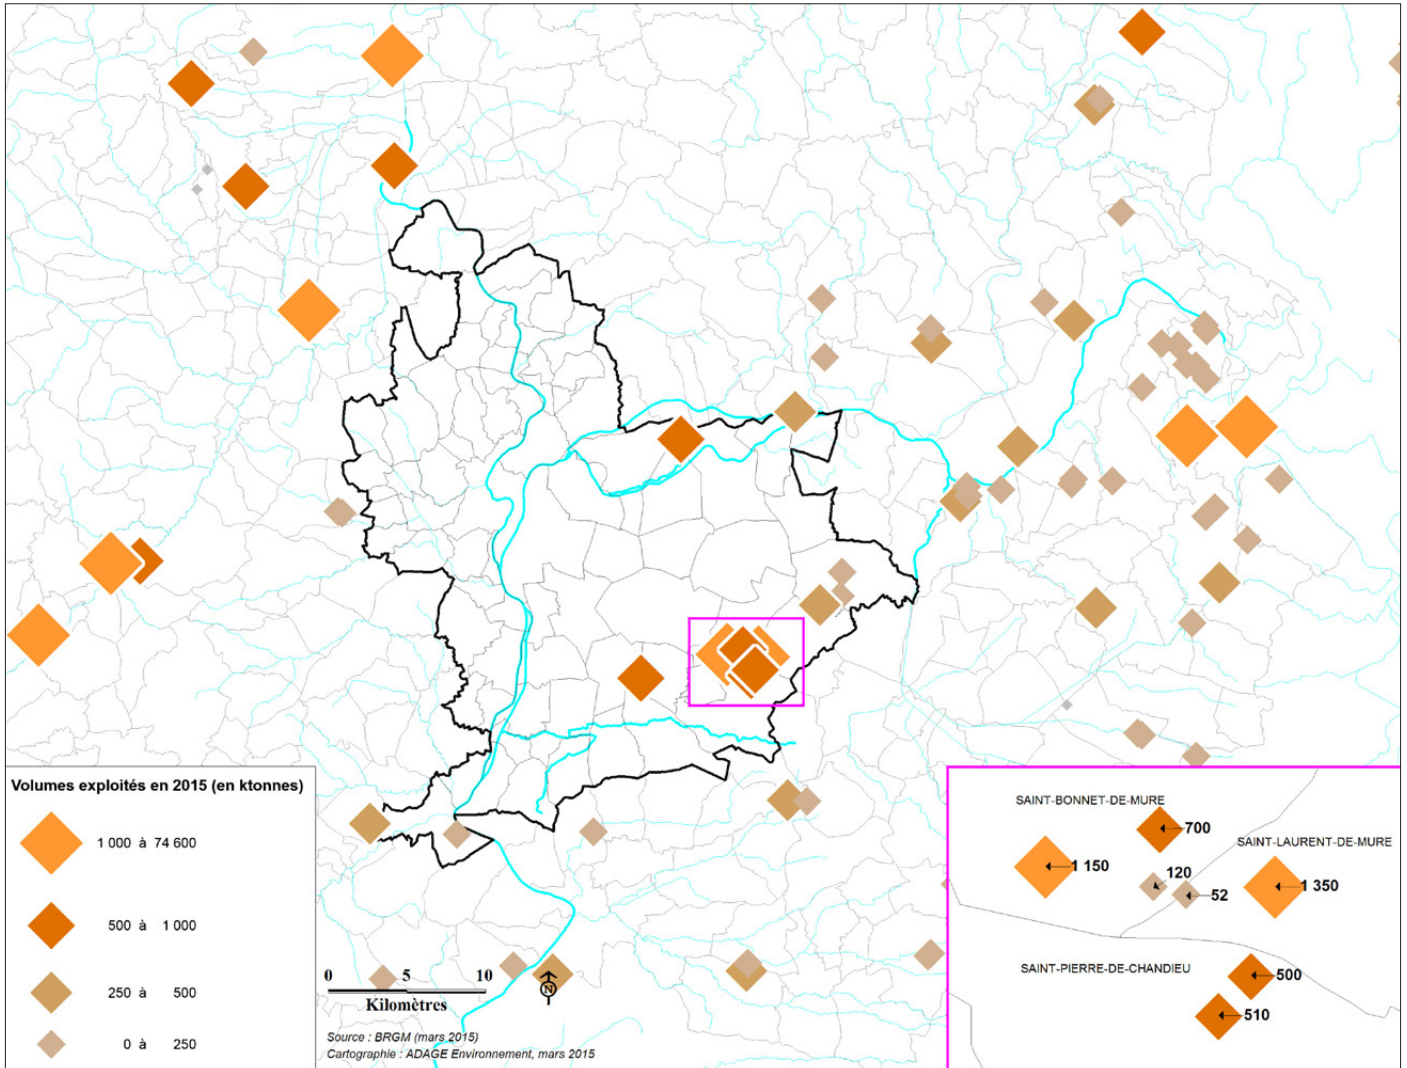 Volumes exploités en 2015 (en ktonnes)
1 000 à 74 600
500 à 1 000
250 à 500
0 à 250
0 5 10
Kilomètres
N
Source : BRGM (mars 2015)
Cartographie : ADAGE Environnement, mars 2015
SAINT-BONNET-DE-MURE
700
SAINT-LAURENT-DE-MURE
1 150
120
52
1 350
SAINT-PIERRE-DE-CHANDIEU
500
510